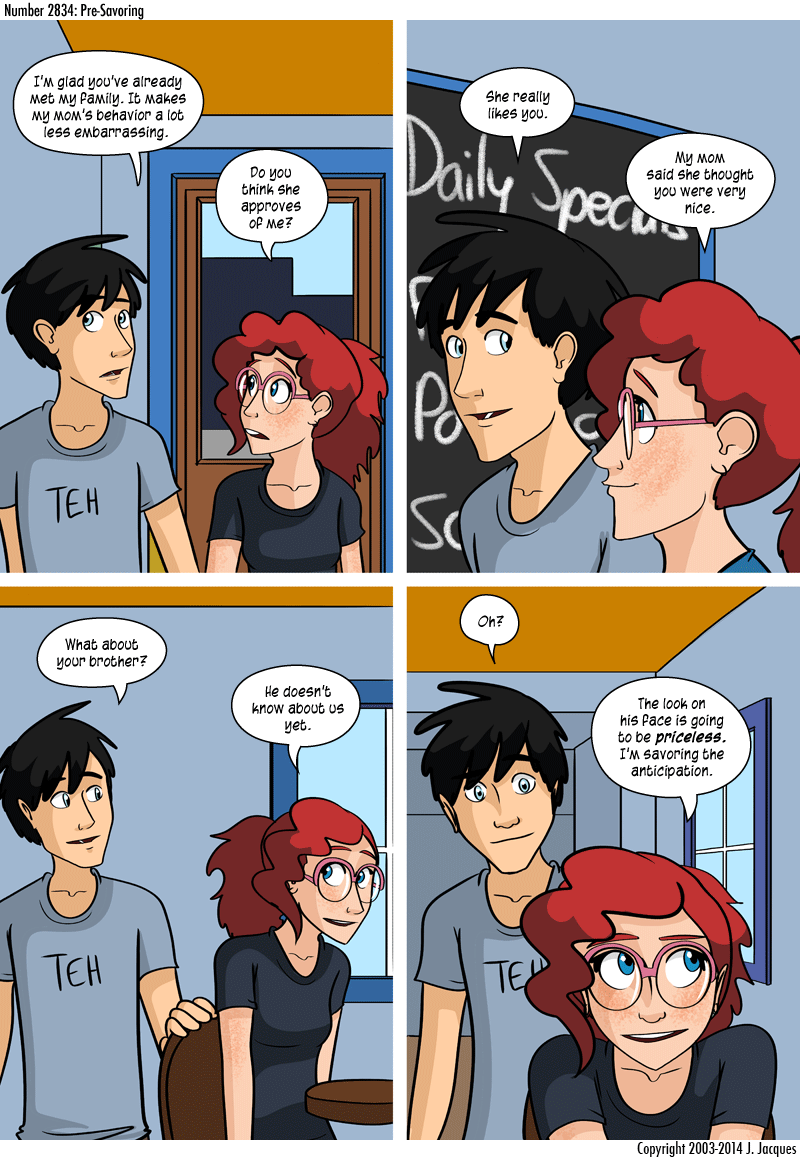 Number 2834: Pre-Savoring
I'm glad you've already
met my family. It makes
my mom's behavior a lot
less embarrassing.
Do you
think she
approves
of me?
TEH
She really
likes you.
My mom
said she thought
you were very
nice.
Daily Specials
What about
your brother?
He doesn't
know about us
yet.
TEH
Oh?
The look on
his face is going
to be priceless.
I'm savoring the
anticipation.
TEH
Copyright 2003-2014 J. Jacques